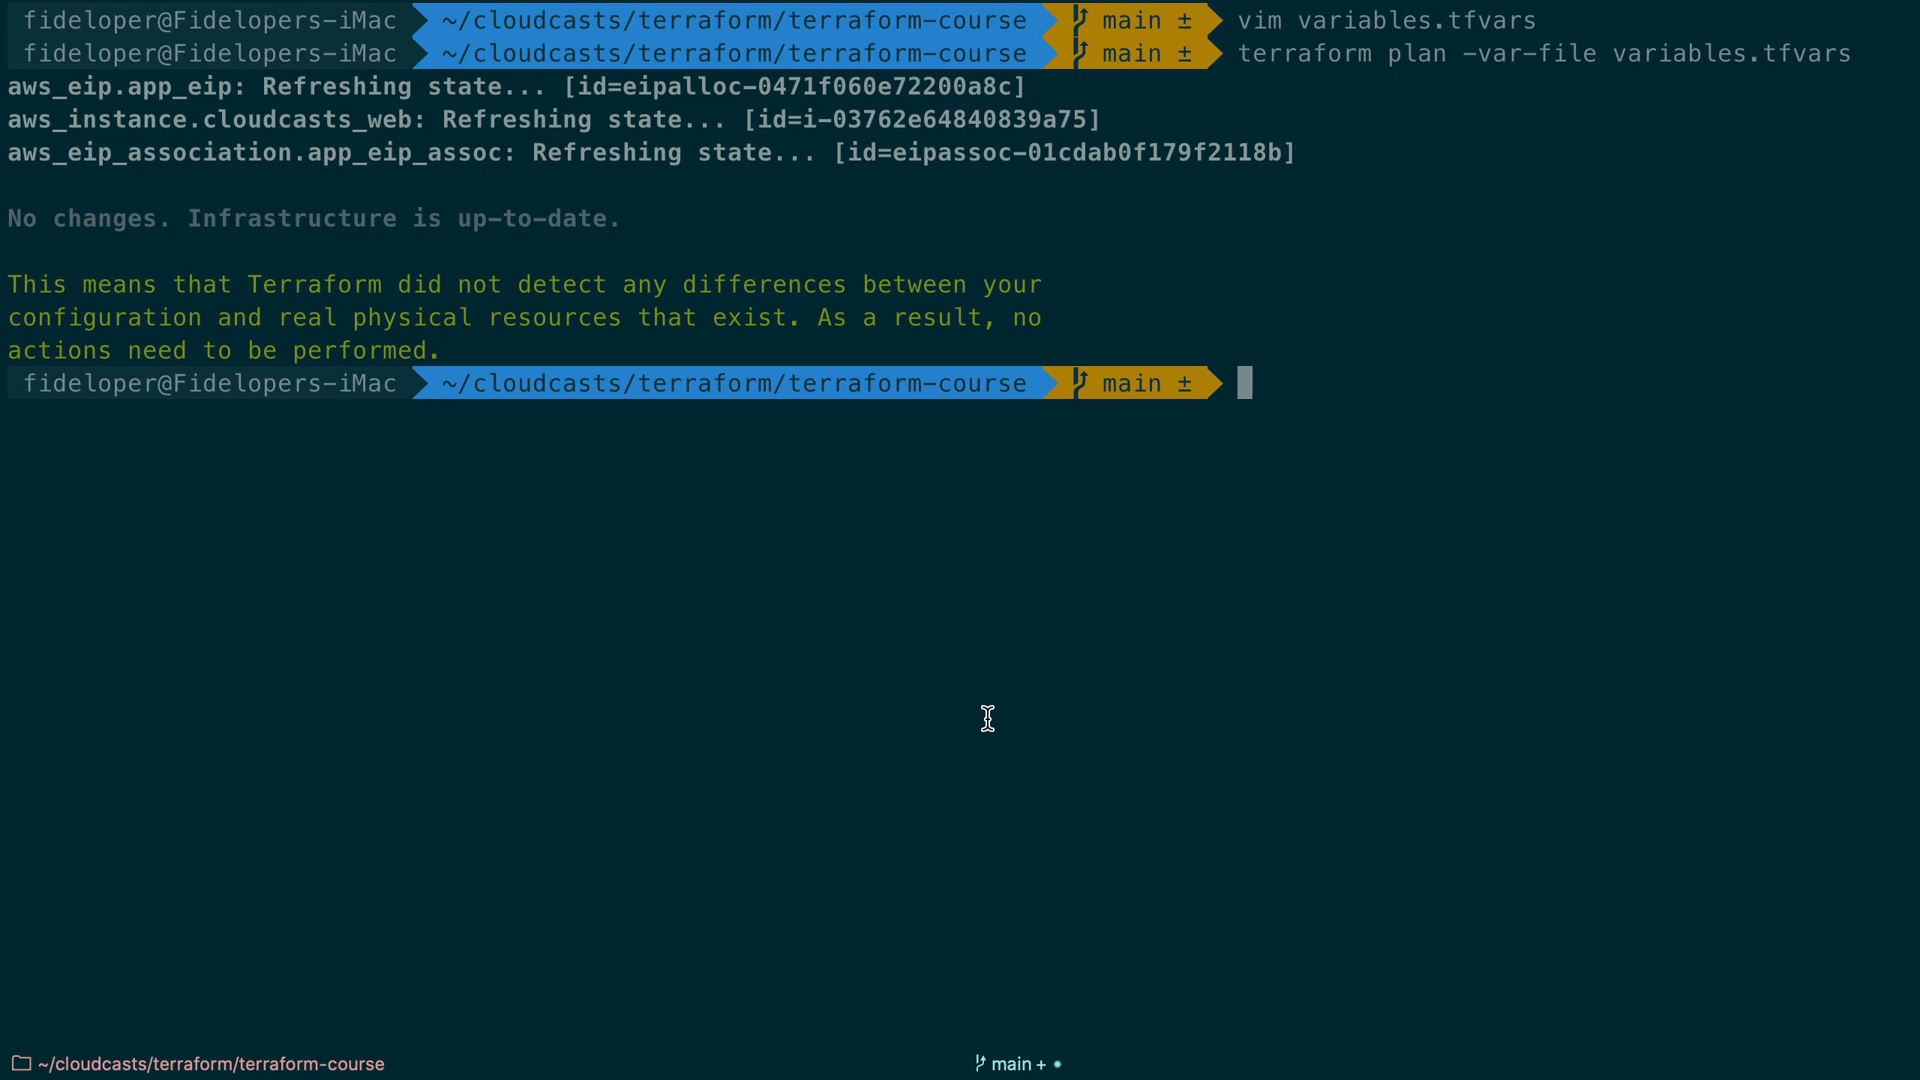 fideloper@Fidelopers-iMac ~/cloudcasts/terraform/terraform-course main ± vim variables.tfvars
fideloper@Fidelopers-iMac ~/cloudcasts/terraform/terraform-course main ± terraform plan -var-file variables.tfvars
aws_eip.app_eip: Refreshing state... [id=eipalloc-0471f060e72200a8c]
aws_instance.cloudcasts_web: Refreshing state... [id=i-03762e64840839a75]
aws_eip_association.app_eip_assoc: Refreshing state... [id=eipassoc-01cdab0f179f2118b]
No changes. Infrastructure is up-to-date.
This means that Terraform did not detect any differences between your
configuration and real physical resources that exist. As a result, no
actions need to be performed.
fideloper@Fidelopers-iMac ~/cloudcasts/terraform/terraform-course main ±
~/cloudcasts/terraform/terraform-course main + •